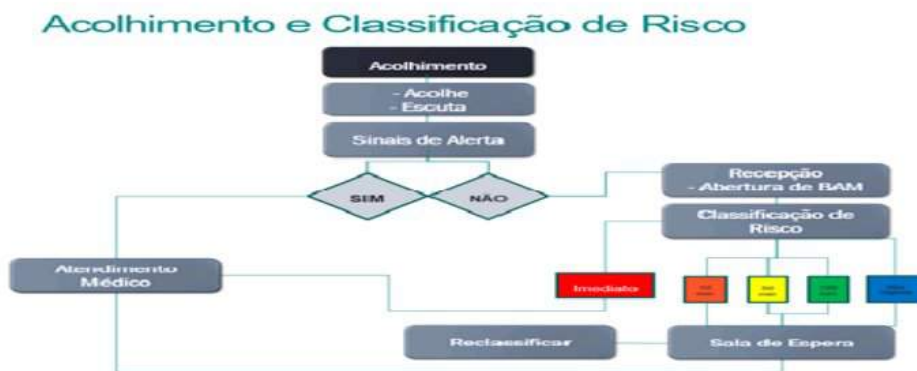 Acolhimento e Classificação de Risco
Acolhimento
- Acolhe
- Escuta
Sinais de Alerta
SIM
NÃO
Recepção
- Abertura de BAM
Classificação de
Risco
Atendimento
Médico
Imediato
Reclassificar
Sala de Espera